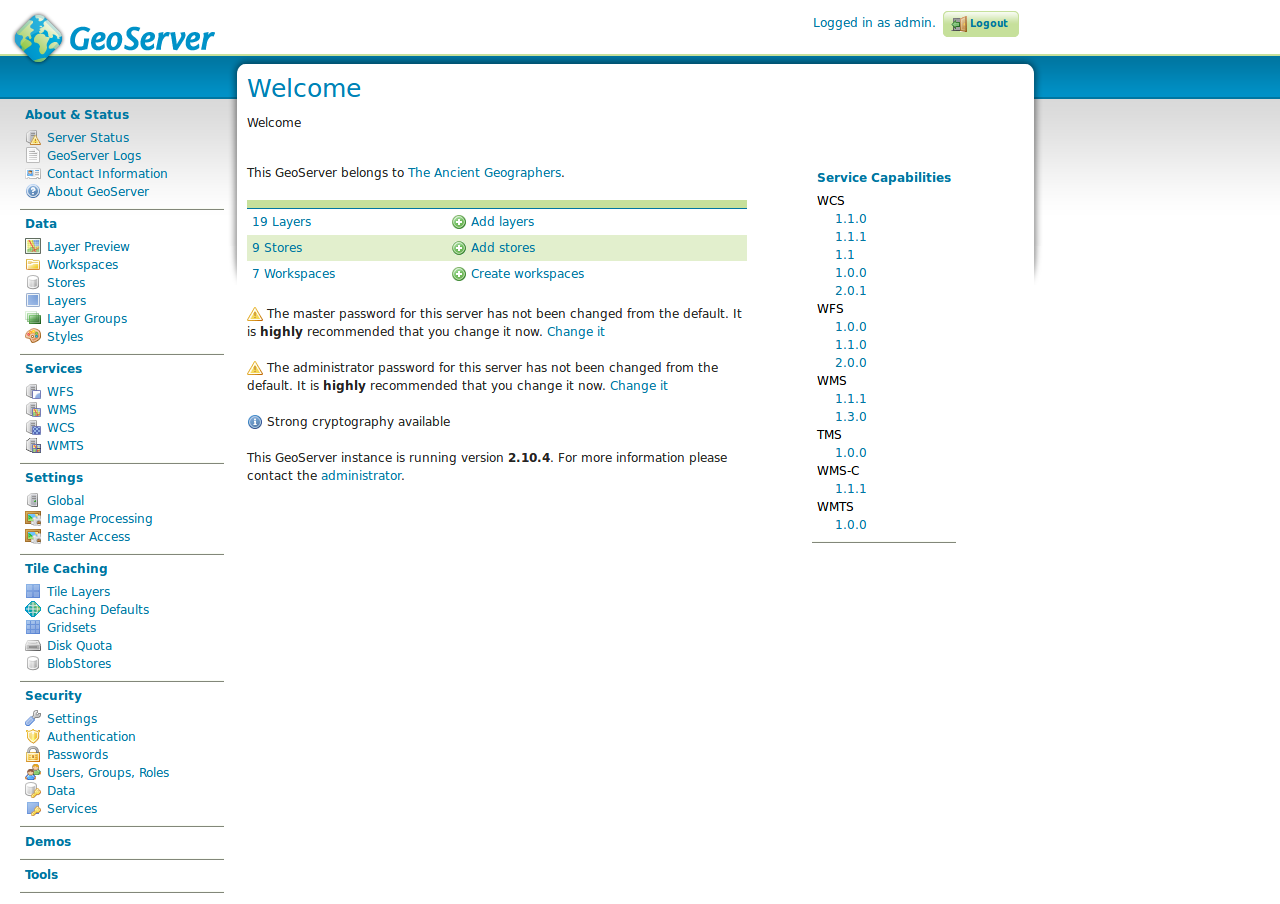 GeoServer
Logged in as admin.
Logout
About & Status
Server Status
GeoServer Logs
Contact Information
About GeoServer
Data
Layer Preview
Workspaces
Stores
Layers
Layer Groups
Styles
Services
WFS
WMS
WCS
WMTS
Settings
Global
Image Processing
Raster Access
Tile Caching
Tile Layers
Caching Defaults
Gridsets
Disk Quota
BlobStores
Security
Settings
Authentication
Passwords
Users, Groups, Roles
Data
Services
Demos
Tools
Welcome
Welcome
This GeoServer belongs to The Ancient Geographers.
19 Layers Add layers
9 Stores Add stores
7 Workspaces Create workspaces
The master password for this server has not been changed from the default. It
is highly recommended that you change it now. Change it
The administrator password for this server has not been changed from the
default. It is highly recommended that you change it now. Change it
Strong cryptography available
This GeoServer instance is running version 2.10.4. For more information please
contact the administrator.
Service Capabilities
WCS
1.1.0
1.1.1
1.1
1.0.0
2.0.1
WFS
1.0.0
1.1.0
2.0.0
WMS
1.1.1
1.3.0
TMS
1.0.0
WMS-C
1.1.1
WMTS
1.0.0